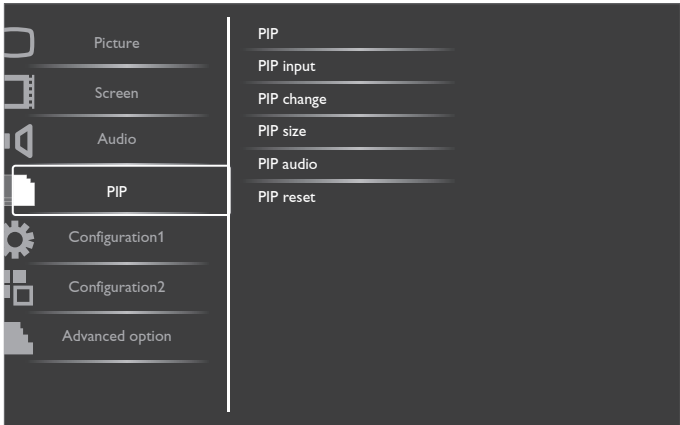 Picture
Screen
Audio
PIP
Configuration1
Configuration2
Advanced option
PIP
PIP input
PIP change
PIP size
PIP audio
PIP reset